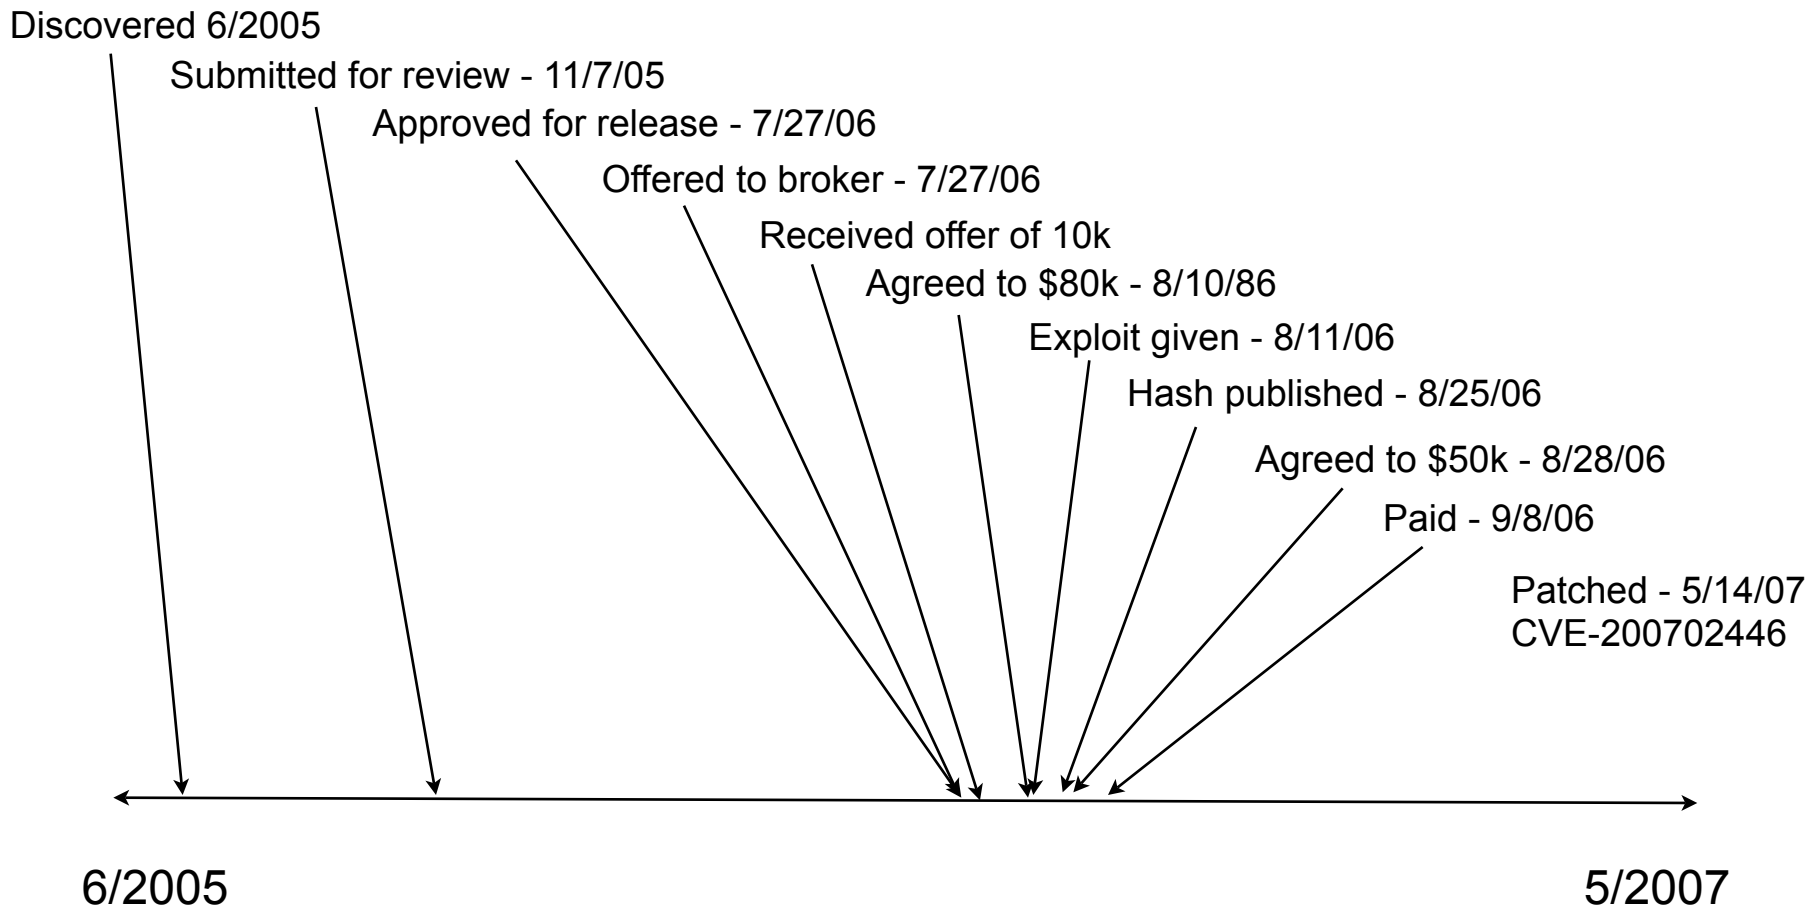 Discovered 6/2005
Submitted for review - 11/7/05
Approved for release - 7/27/06
Offered to broker - 7/27/06
Received offer of 10k
Agreed to $80k - 8/10/86
Exploit given - 8/11/06
Hash published - 8/25/06
Agreed to $50k - 8/28/06
Paid - 9/8/06
Patched - 5/14/07
CVE-200702446
6/2005
5/2007